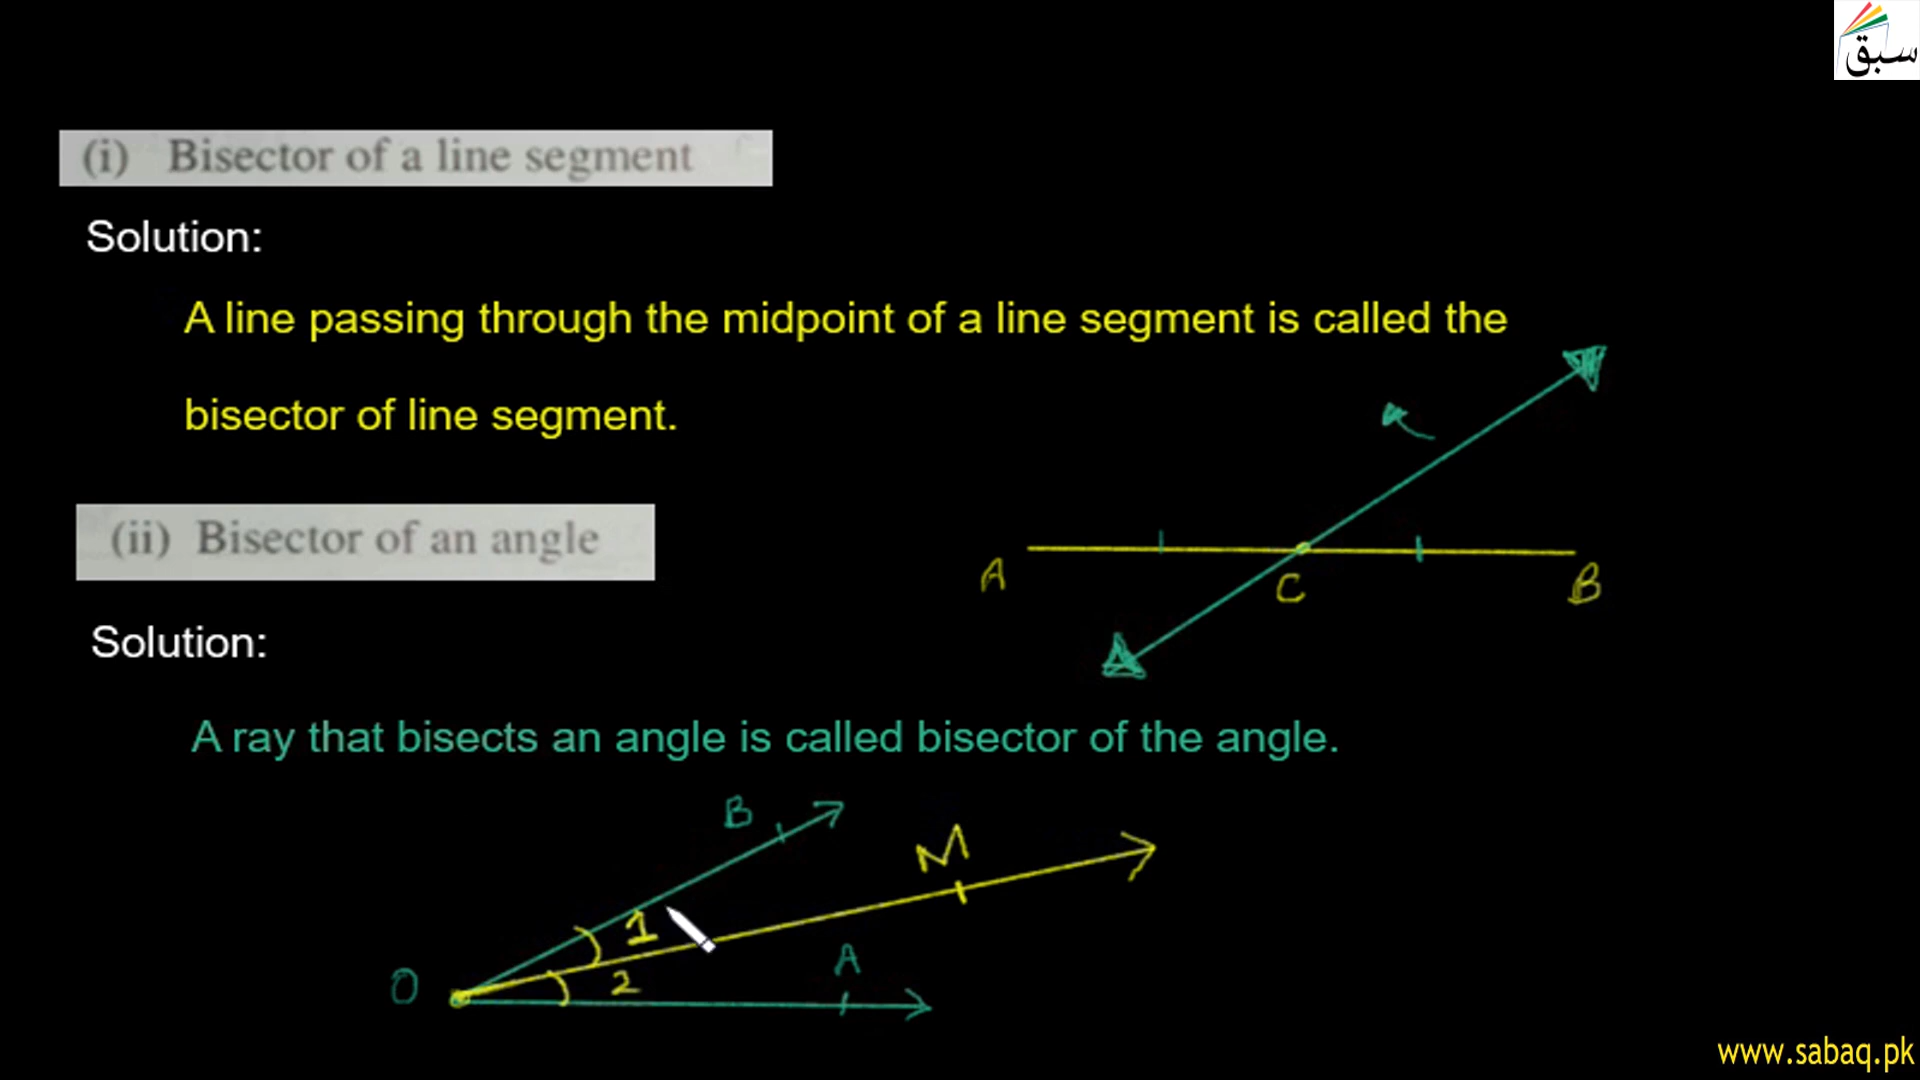 سبق
(i) Bisector of a line segment
Solution:
A line passing through the midpoint of a line segment is called the
bisector of line segment.
(ii) Bisector of an angle
A
C
B
Solution:
A ray that bisects an angle is called bisector of the angle.
B
M
1
A
O
2
www.sabaq.pk